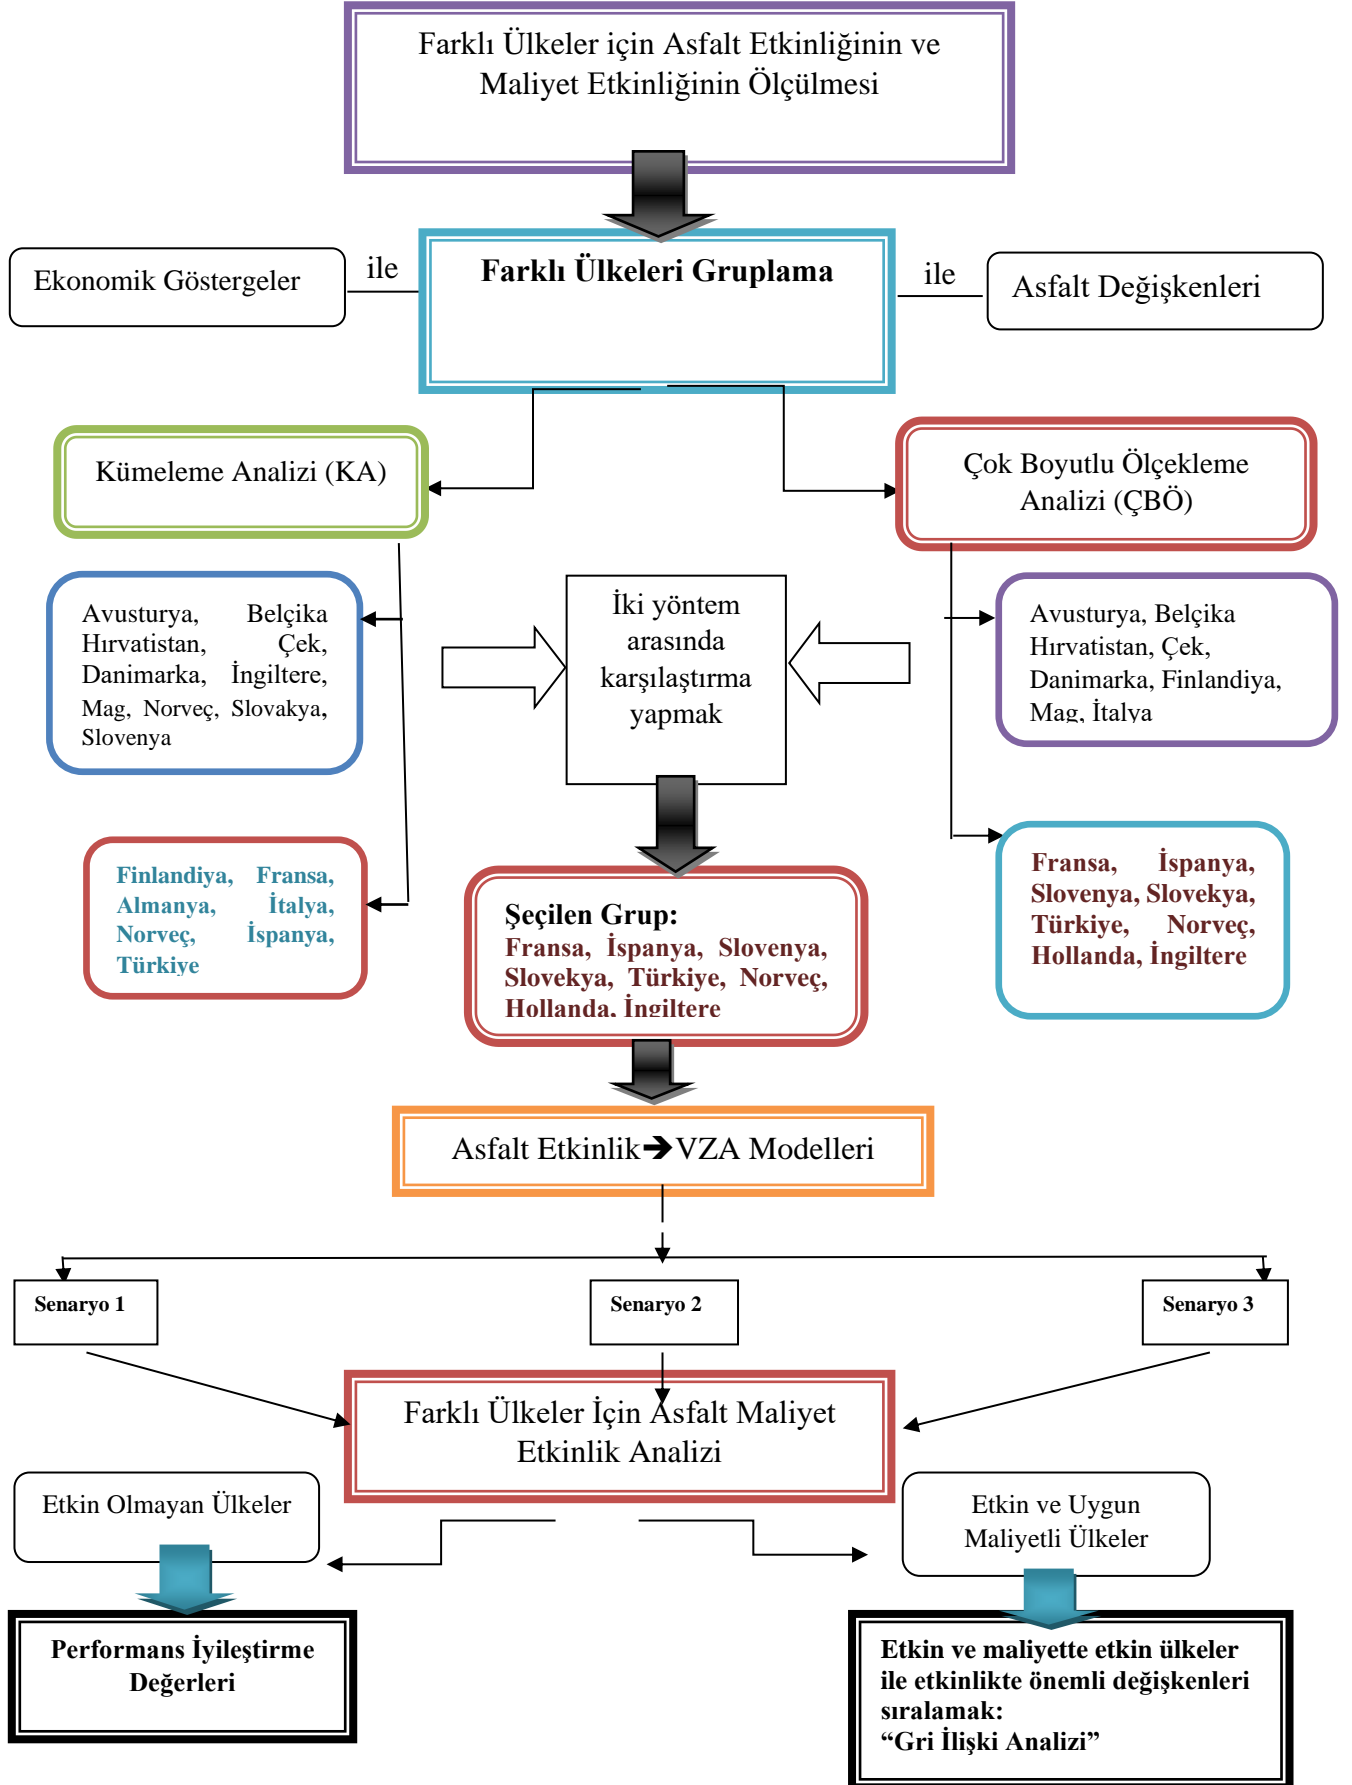 Farklı Ülkeler için Asfalt Etkinliğinin ve
Maliyet Etkinliğinin Ölçülmesi
Ekonomik Göstergeler
ile
Farklı Ülkeleri Gruplama
ile
Asfalt Değişkenleri
Kümeleme Analizi (KA)
Çok Boyutlu Ölçekleme
Analizi (ÇBÖ)
Avusturya, Belçika
Hırvatistan, Çek,
Danimarka, İngiltere,
Mag, Norveç, Slovakya,
Slovenya
İki yöntem
arasında
karşılaştırma
yapmak
Avusturya, Belçika
Hırvatistan, Çek,
Danimarka, Finlandiya,
Mag, İtalya
Finlandiya, Fransa,
Almanya, İtalya,
Norveç, İspanya,
Türkiye
Şeçilen Grup:
Fransa, İspanya, Slovenya,
Slovekya, Türkiye, Norveç,
Hollanda, İngiltere
Fransa, İspanya,
Slovenya, Slovekya,
Türkiye, Norveç,
Hollanda, İngiltere
Asfalt Etkinlik➔VZA Modelleri
Senaryo 1
Senaryo 2
Senaryo 3
Farklı Ülkeler İçin Asfalt Maliyet
Etkinlik Analizi
Etkin Olmayan Ülkeler
Etkin ve Uygun
Maliyetli Ülkeler
Performans İyileştirme
Değerleri
Etkin ve maliyette etkin ülkeler
ile etkinlikte önemli değişkenleri
sıralamak:
“Gri İlişki Analizi”